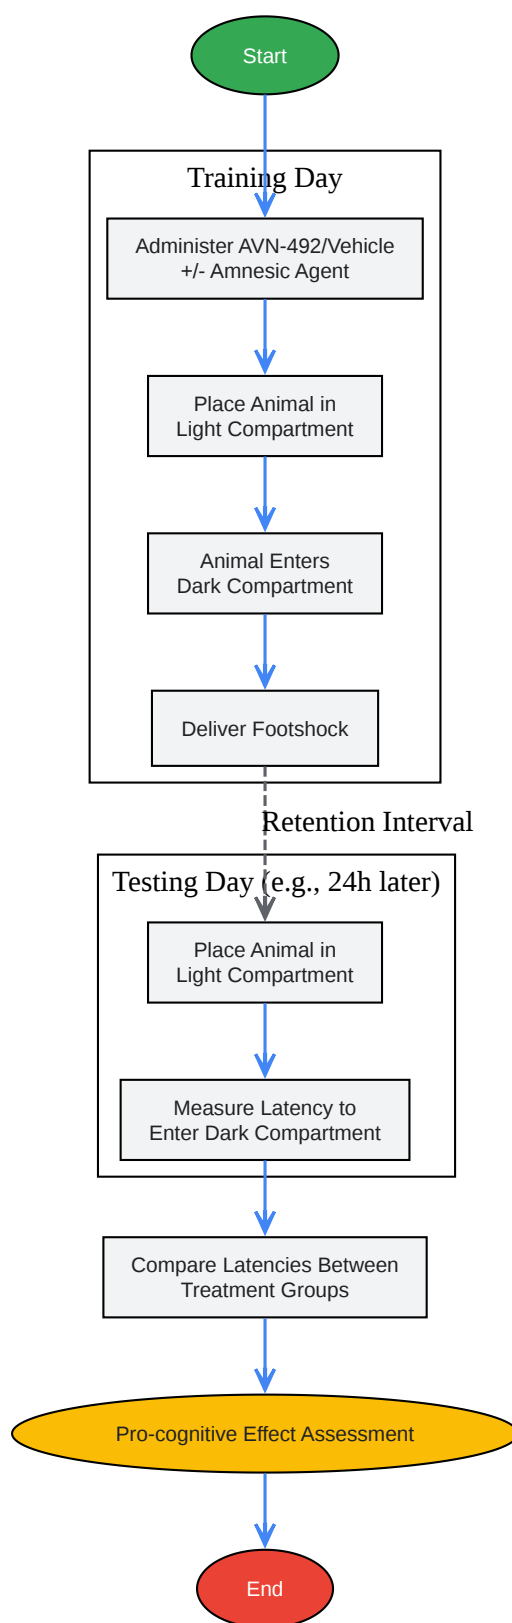 Start
Training Day
Administer AVN-492/Vehicle
+/- Amnesic Agent
Place Animal in
Light Compartment
Animal Enters
Dark Compartment
Deliver Footshock
Retention Interval
Testing Day (e.g., 24h later)
Place Animal in
Light Compartment
Measure Latency to
Enter Dark Compartment
Compare Latencies Between
Treatment Groups
Pro-cognitive Effect Assessment
End